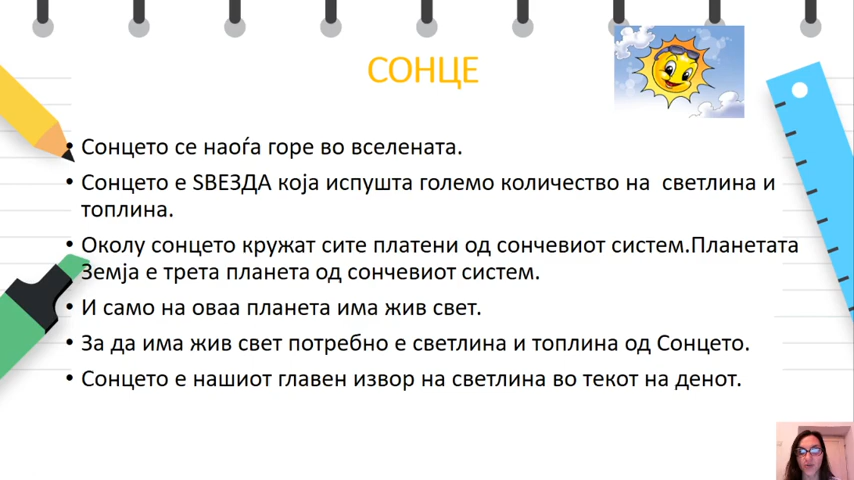 СОНЦЕ
• Сонцето се наоѓа горе во вселената.
• Сонцето е ЅВЕЗДА која испушта големо количество на  светлина и
топлина.
• Околу сонцето кружат сите платени од сончевиот систем.Планетата
Земја е трета планета од сончевиот систем.
• И само на оваа планета има жив свет.
• За да има жив свет потребно е светлина и топлина од Сонцето.
• Сонцето е нашиот главен извор на светлина во текот на денот.